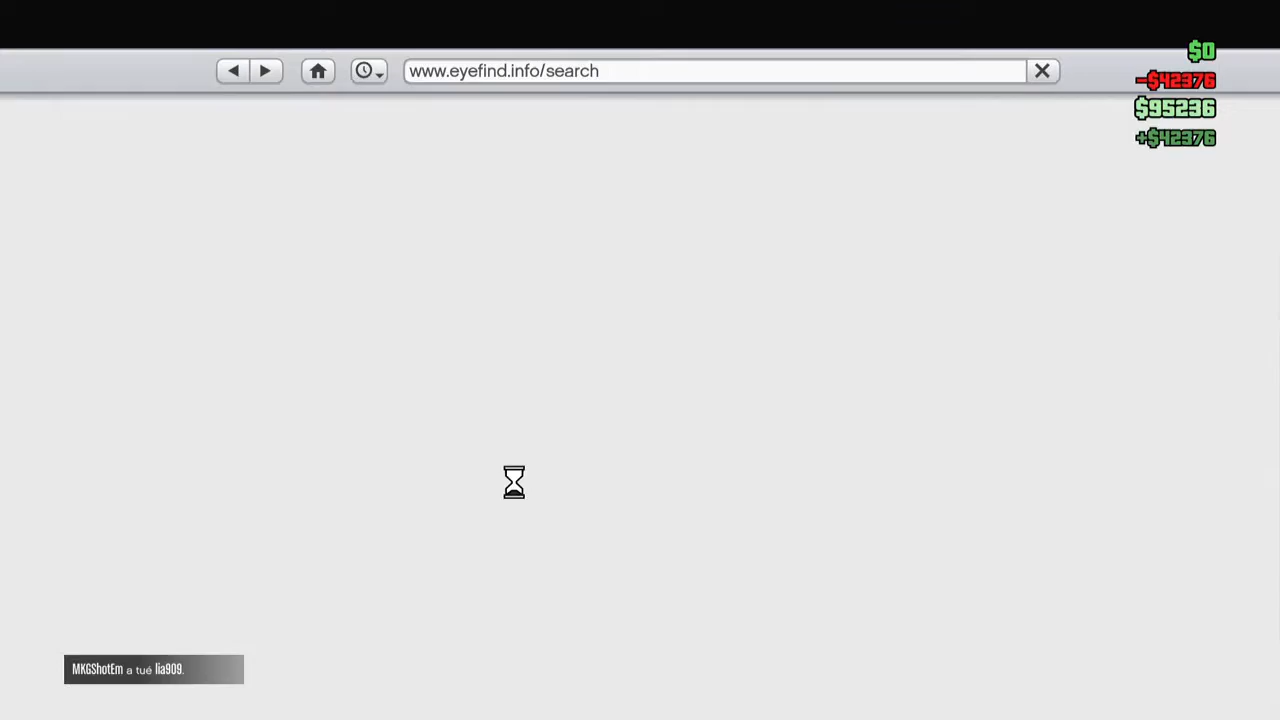 www.eyefind.info/search
$0
-$42376
$95236
+$42376
MKGShotEm a tué lia909.